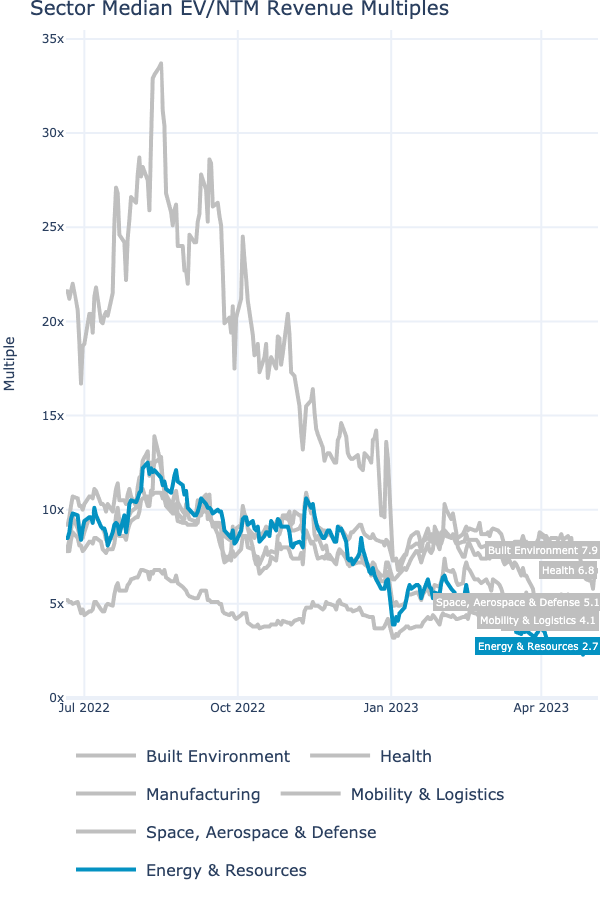 Sector Median EV/NTM Revenue Multiples
35x
30x
25x
20x
15x
10x
5x
0x
Multiple
Built Environment 7.9
Health 6.8
Space, Aerospace & Defense 5.1
Mobility & Logistics 4.1
Energy & Resources 2.7
Jul 2022 Oct 2022 Jan 2023 Apr 2023
Built Environment Health
Manufacturing Mobility & Logistics
Space, Aerospace & Defense
Energy & Resources